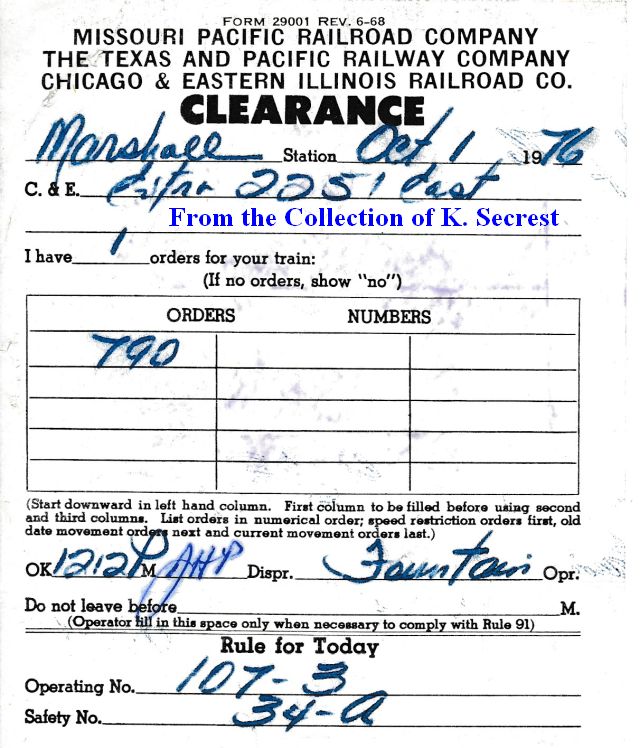 FORM 29001 REV. 6-68
MISSOURI PACIFIC RAILROAD COMPANY
THE TEXAS AND PACIFIC RAILWAY COMPANY
CHICAGO & EASTERN ILLINOIS RAILROAD CO.
CLEARANCE
Marshall Station Oct 1 1976
C. & E. Extra 2251 East
From the Collection of K. Secrest
I have 1 orders for your train:
(If no orders, show "no")
ORDERS NUMBERS
790
(Start downward in left hand column. First column to be filled before using second
and third columns. List orders in numerical order; speed restriction orders first, old
date movement orders next and current movement orders last.)
OK 1212P M JHP Dispr. Fountain Opr.
Do not leave before M.
(Operator fill in this space only when necessary to comply with Rule 91)
Rule for Today
Operating No. 107-3
Safety No. 34-A